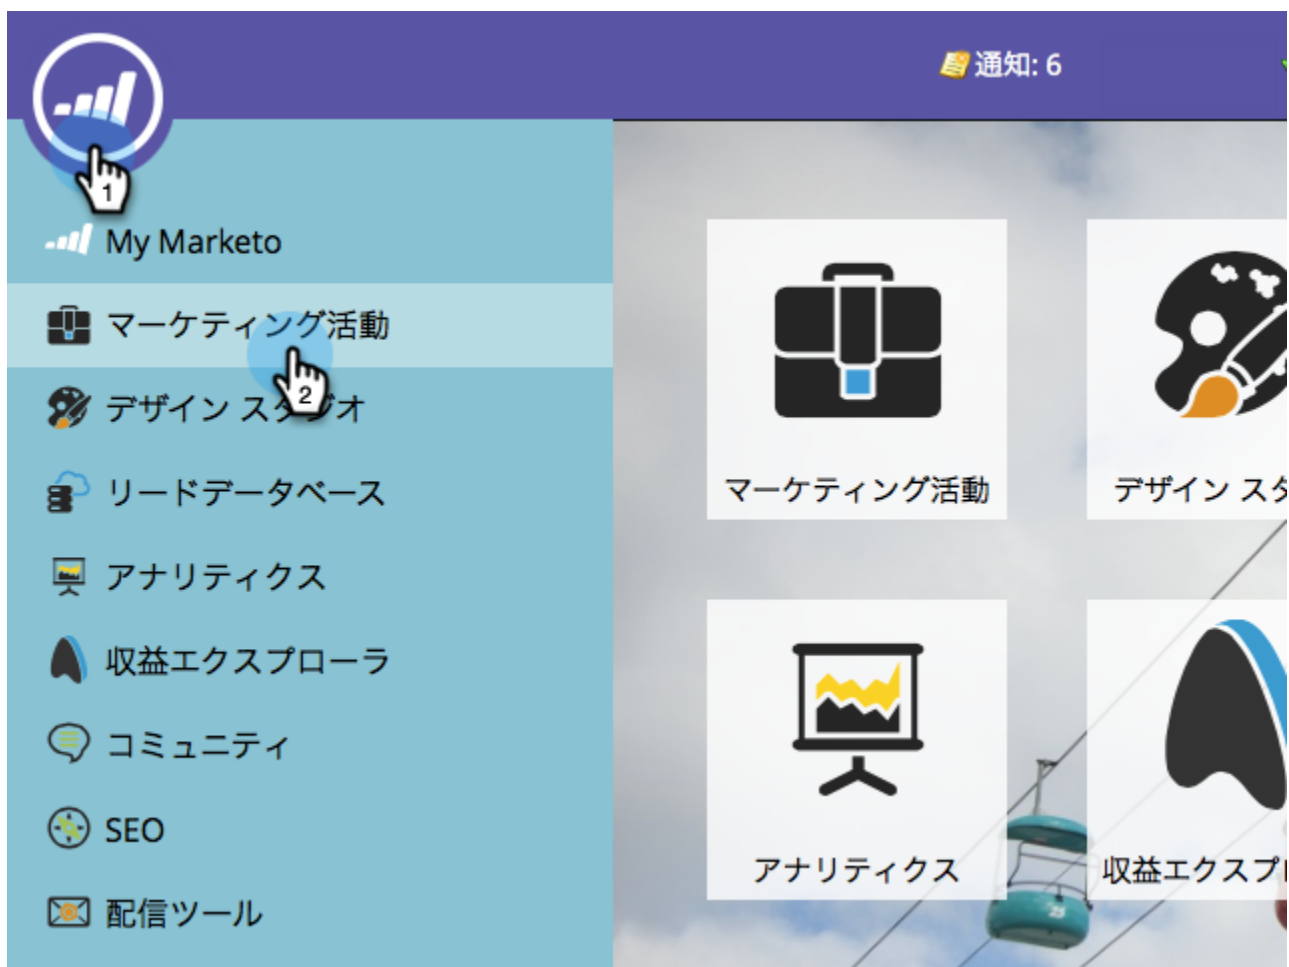 通知: 6
1
My Marketo
マーケティング活動
2
デザイン スタジオ
リードデータベース
アナリティクス
収益エクスプローラ
コミュニティ
SEO
配信ツール
マーケティング活動
デザイン スタ
アナリティクス
収益エクスプ
25